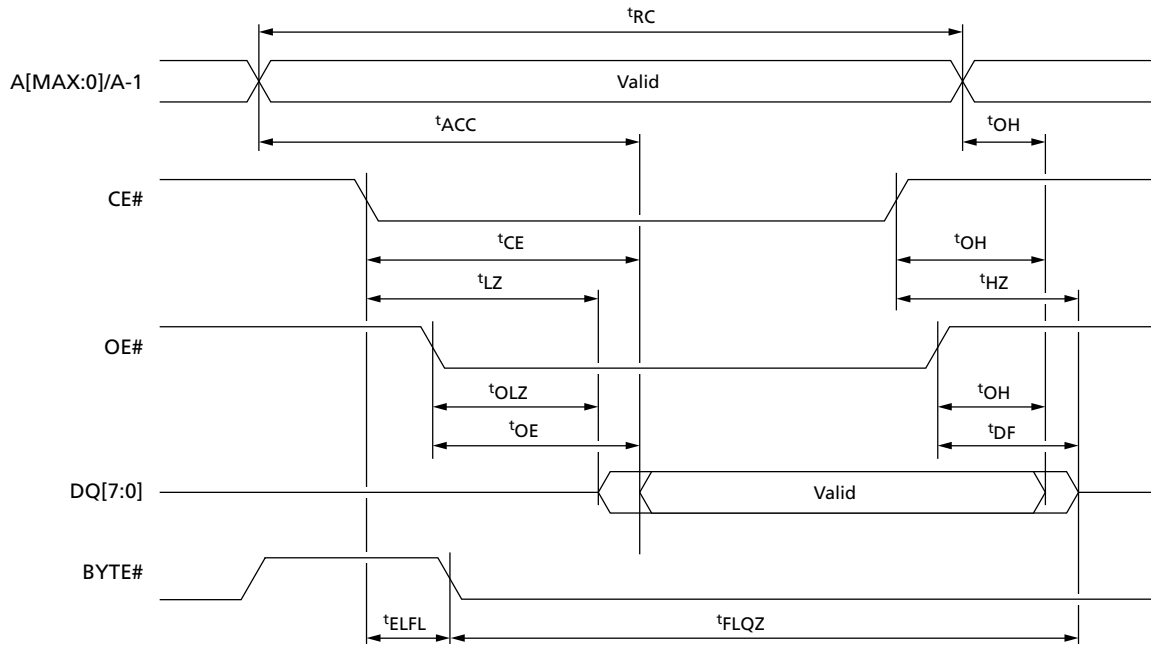 tRC
A[MAX:0]/A-1
Valid
tACC
tOH
CE#
tCE
tOH
tLZ
tHZ
OE#
tOLZ
tOH
tOE
tDF
DQ[7:0]
Valid
BYTE#
tELFL
tFLQZ